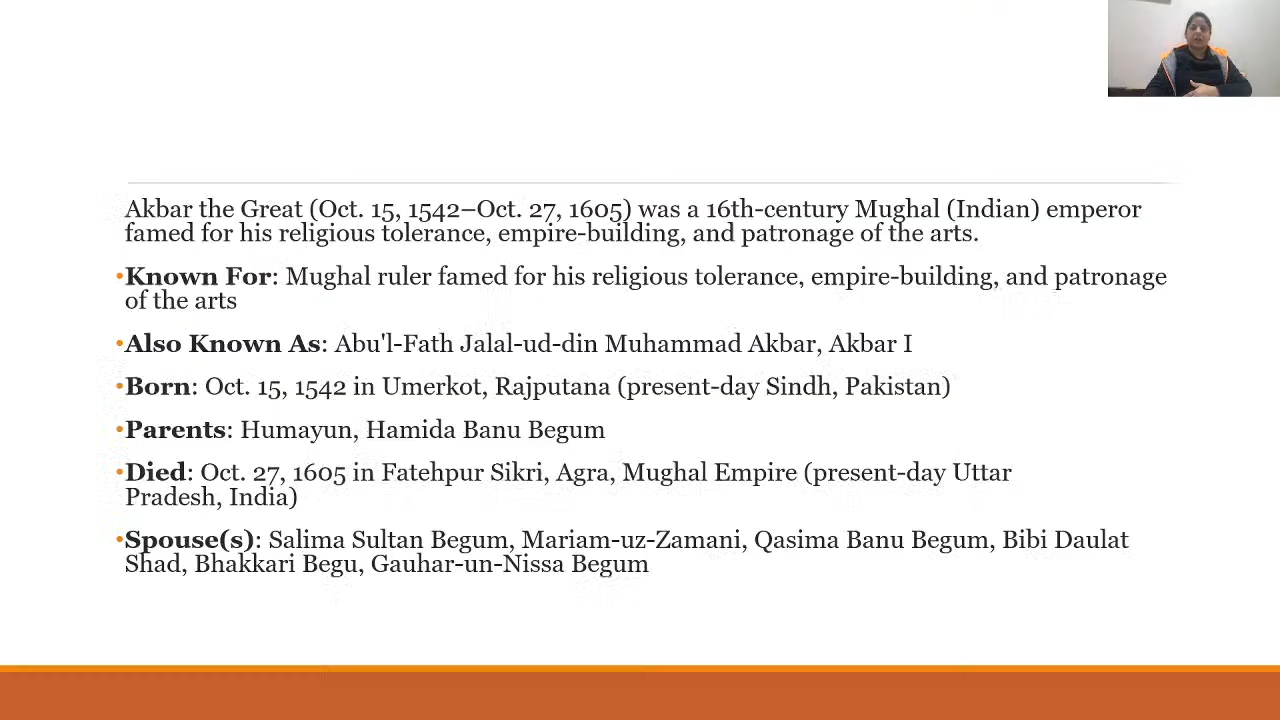 Akbar the Great (Oct. 15, 1542–Oct. 27, 1605) was a 16th-century Mughal (Indian) emperor
famed for his religious tolerance, empire-building, and patronage of the arts.
•Known For: Mughal ruler famed for his religious tolerance, empire-building, and patronage
of the arts
•Also Known As: Abu'l-Fath Jalal-ud-din Muhammad Akbar, Akbar I
•Born: Oct. 15, 1542 in Umerkot, Rajputana (present-day Sindh, Pakistan)
•Parents: Humayun, Hamida Banu Begum
•Died: Oct. 27, 1605 in Fatehpur Sikri, Agra, Mughal Empire (present-day Uttar
Pradesh, India)
•Spouse(s): Salima Sultan Begum, Mariam-uz-Zamani, Qasima Banu Begum, Bibi Daulat
Shad, Bhakkari Begu, Gauhar-un-Nissa Begum